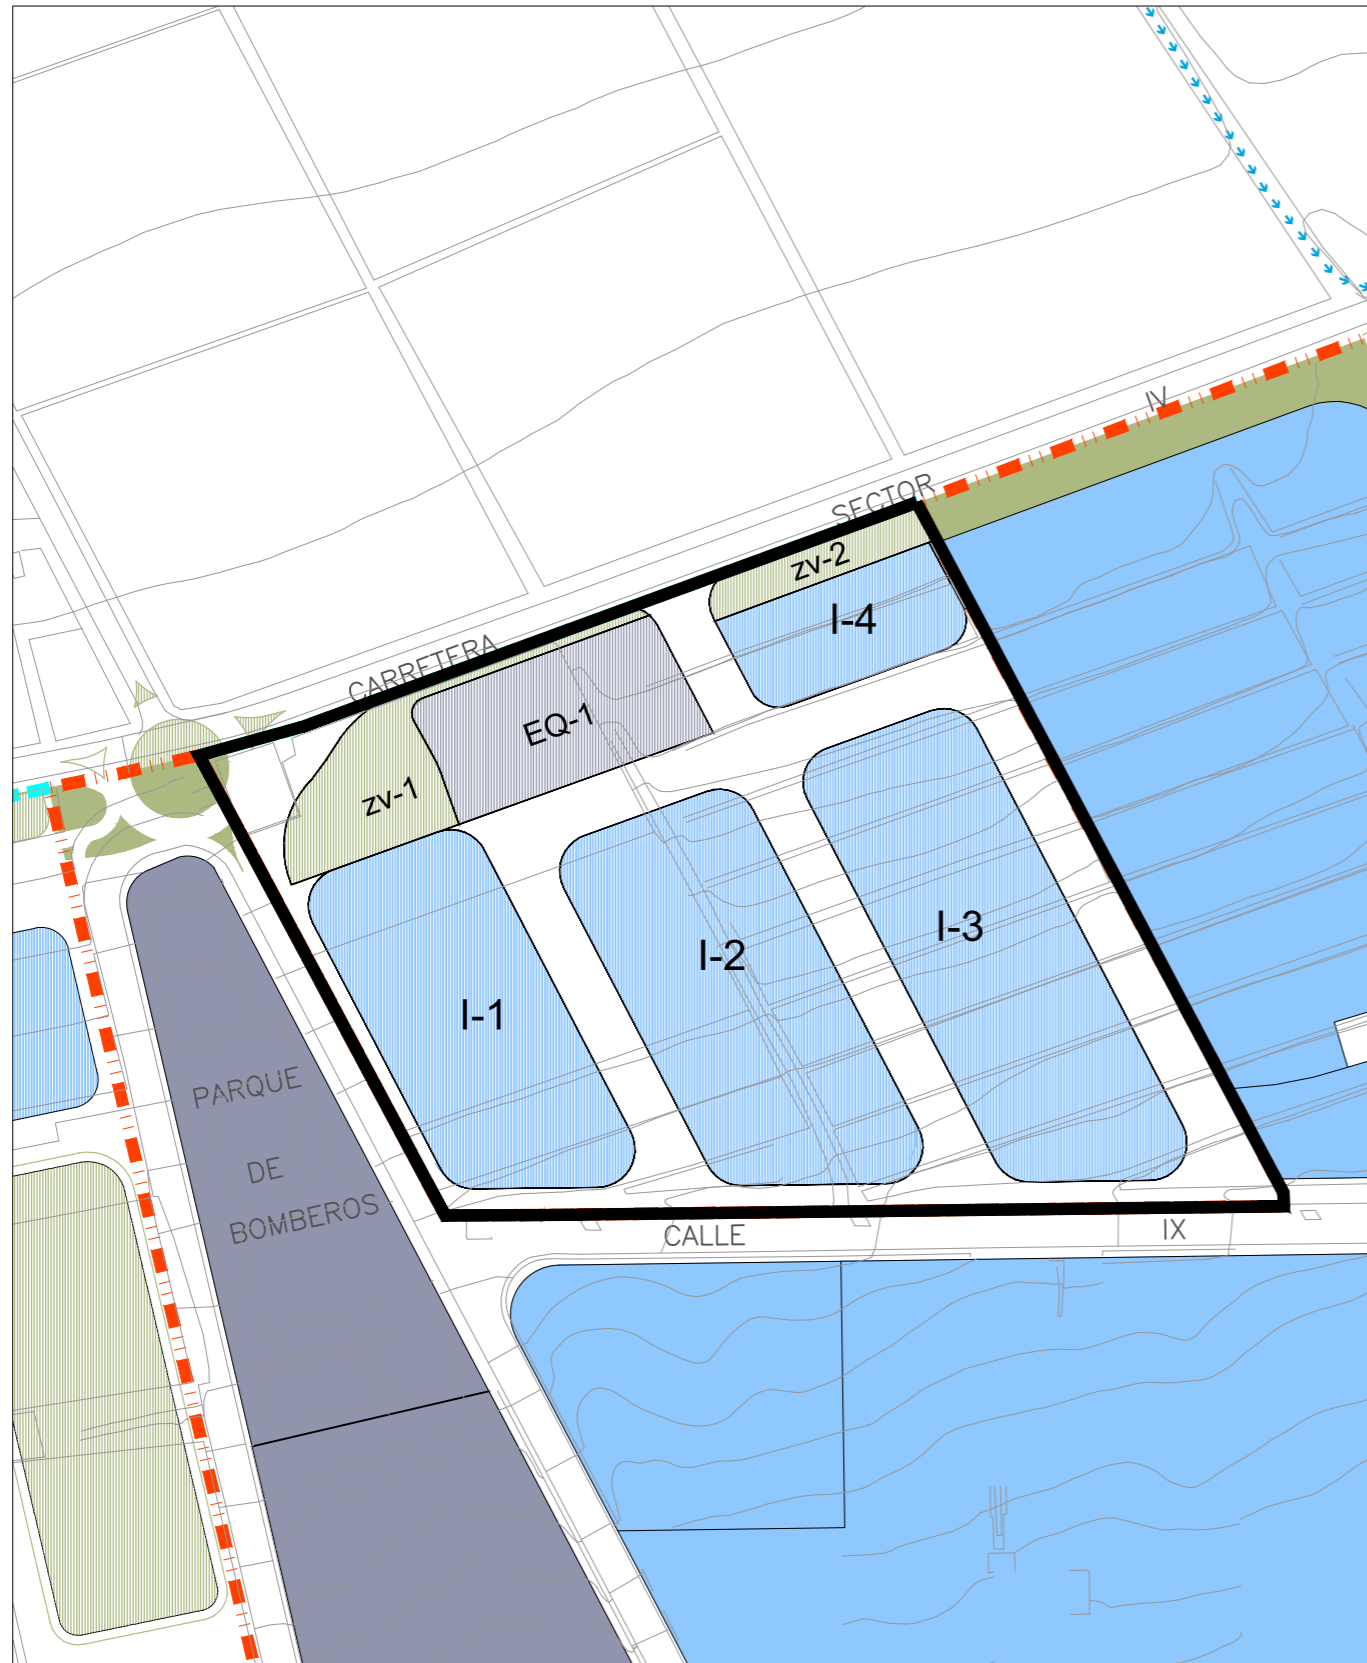 IV
SECTOR
zv-2
I-4
CARRETERA
EQ-1
zv-1
I-3
I-2
I-1
PARQUE
DE
BOMBEROS
CALLE
IX